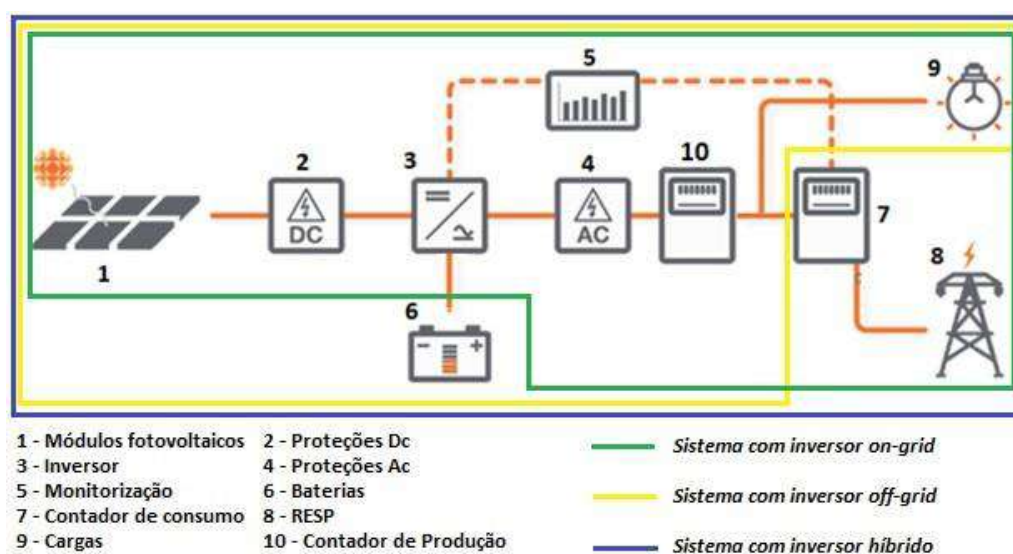 5
9
2
3
4
10
DC
AC
7
1
8
6
1 - Módulos fotovoltaicos 2 - Proteções Dc
3 - Inversor 4 - Proteções Ac
5 - Monitorização 6 - Baterias
7 - Contador de consumo 8 - RESP
9 - Cargas 10 - Contador de Produção
Sistema com inversor on-grid
Sistema com inversor off-grid
Sistema com inversor híbrido